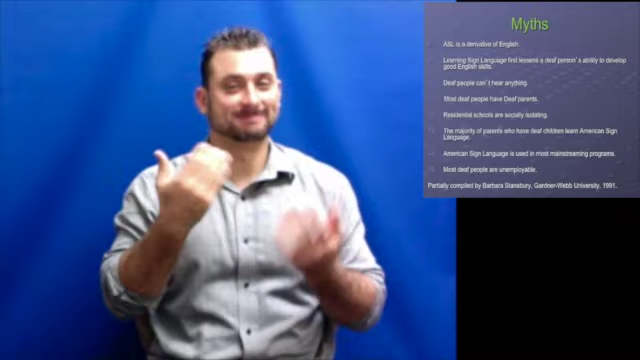 Myths
ASL is a derivative of English.
Learning Sign Language first lessens a deaf person's ability to develop
good English skills.
Deaf people can't hear anything.
Most deaf people have Deaf parents.
Residential schools are socially isolating.
The majority of parents who have deaf children learn American Sign
Language.
American Sign Language is used in most mainstreaming programs.
Most deaf people are unemployable.
Partially compiled by Barbara Stansbury, Gardner-Webb University, 1991.